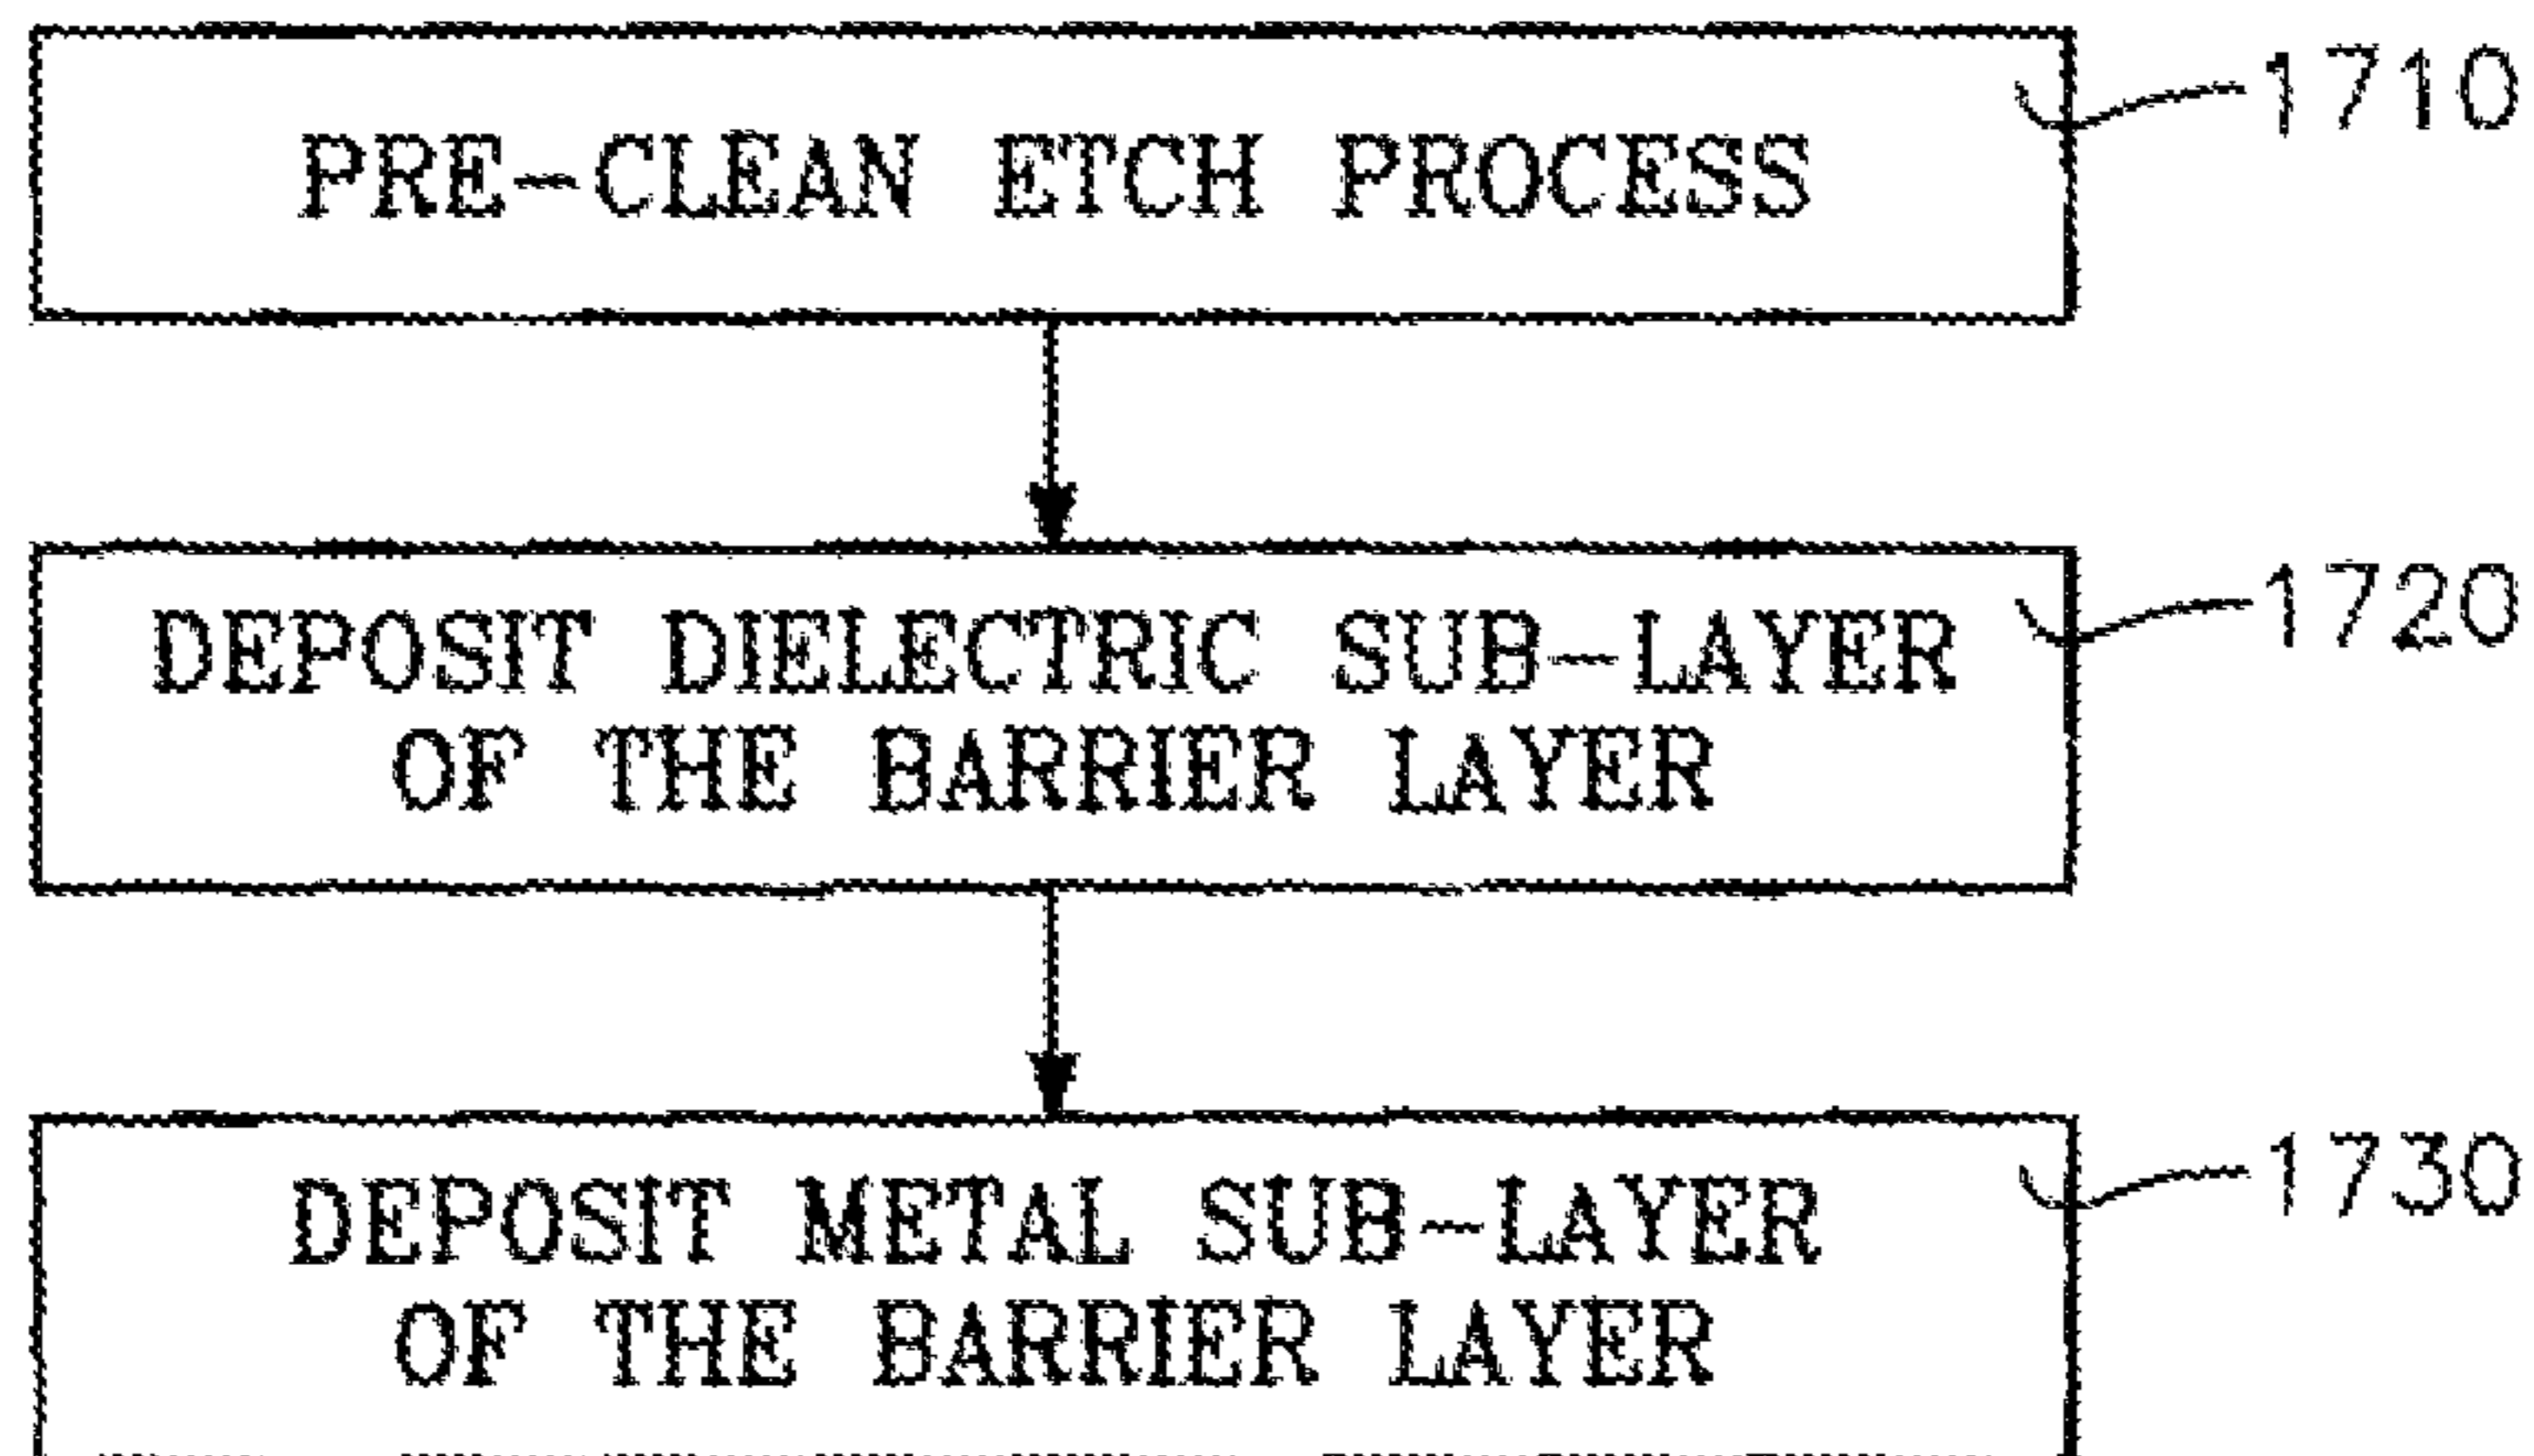 PRE-CLEAN ETCH PROCESS
1710
DEPOSIT DIELECTRIC SUB-LAYER
OF THE BARRIER LAYER
1720
DEPOSIT METAL SUB-LAYER
OF THE BARRIER LAYER
1730